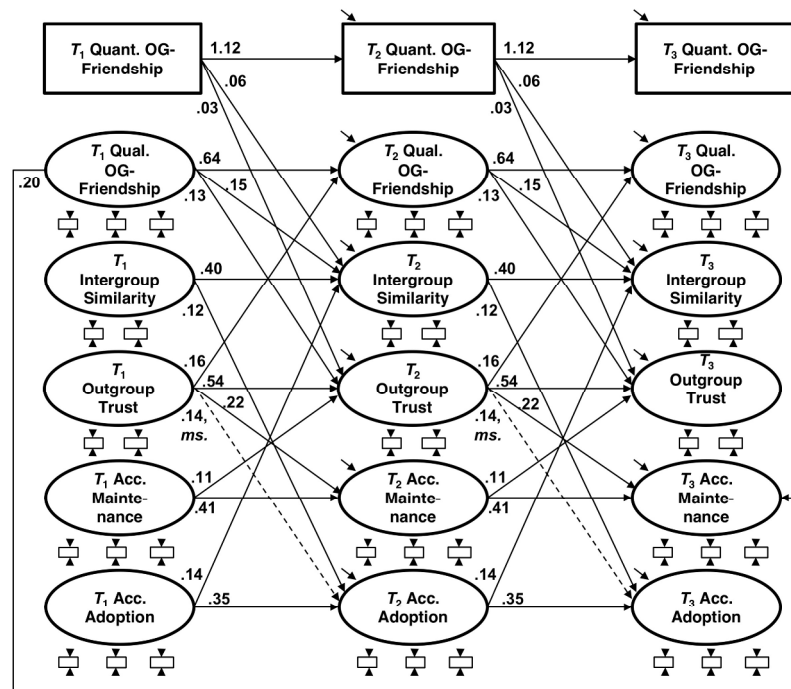 T1 Quant. OG-
Friendship
1.12
T2 Quant. OG-
Friendship
1.12
T3 Quant. OG-
Friendship
.06
.03
.06
.03
T1 Qual.
OG-
Friendship
.20
.64
.15
.13
T2 Qual.
OG-
Friendship
.64
.15
.13
T3 Qual.
OG-
Friendship
T1
Intergroup
Similarity
.40
.12
T2
Intergroup
Similarity
.40
.12
T3
Intergroup
Similarity
T1
Outgroup
Trust
.16
.54
.22
.14,
ms.
T2
Outgroup
Trust
.16
.54
.22
.14,
ms.
T3
Outgroup
Trust
T1 Acc.
Mainte-
nance
.11
.41
T2 Acc.
Mainte-
nance
.11
.41
T3 Acc.
Mainte-
nance
T1 Acc.
Adoption
.14
.35
T2 Acc.
Adoption
.14
.35
T3 Acc.
Adoption